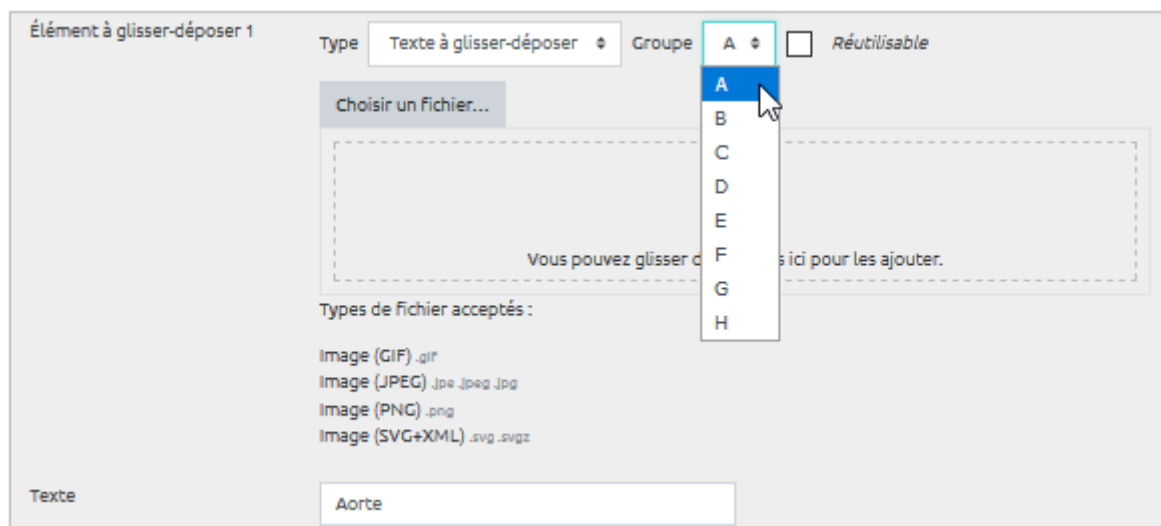 Élément à glisser-déposer 1
Type Texte à glisser-déposer Groupe A Réutilisable
A
Choisir un fichier...
B
C
D
E
F
Vous pouvez glisser d s ici pour les ajouter.
G
Types de fichier acceptés :
H
Image (GIF) .gif
Image (JPEG) .jpe .jpeg .jpg
Image (PNG) .png
Image (SVG+XML) .svg .svgz
Texte
Aorte